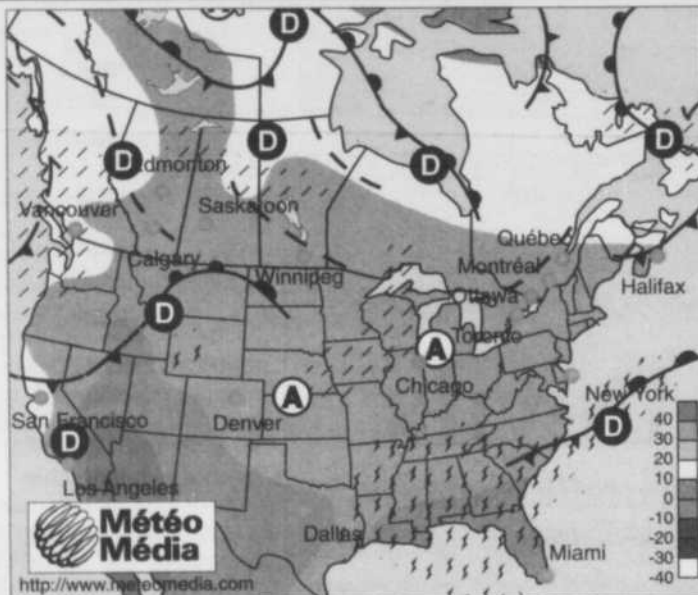 D
D
D
D
D
Edmonton
Vancouver
Saskatoon
Québec
Calgary
Winnipeg
Montréal
Halifax
Ottawa
D
Toronto
A
Chicago
A
New York
San Francisco
Denver
D
D
Los Angeles
Dallas
Miami
40
30
20
10
0
-10
-20
-30
-40
Météo
Média
http://www.meteomedia.com